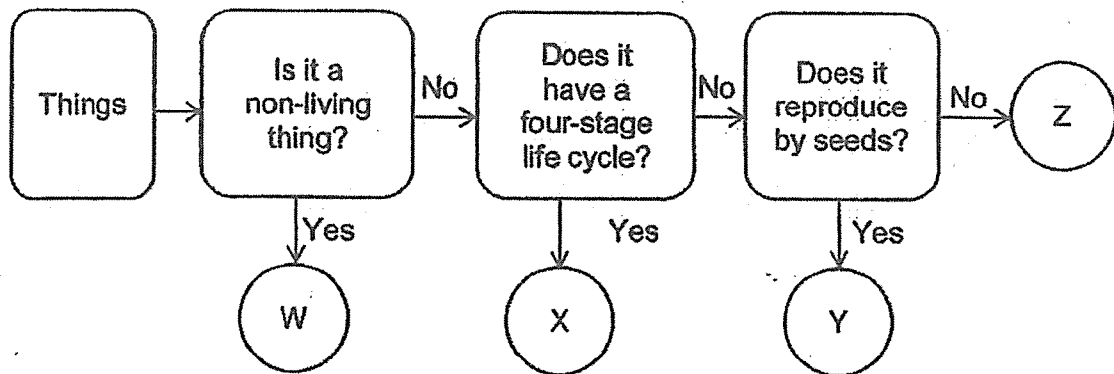 Things
Is it a
non-living
thing?
No
Does it
have a
four-stage
life cycle?
No
Does it
reproduce
by seeds?
No
Z
Yes
W
Yes
X
Yes
Y